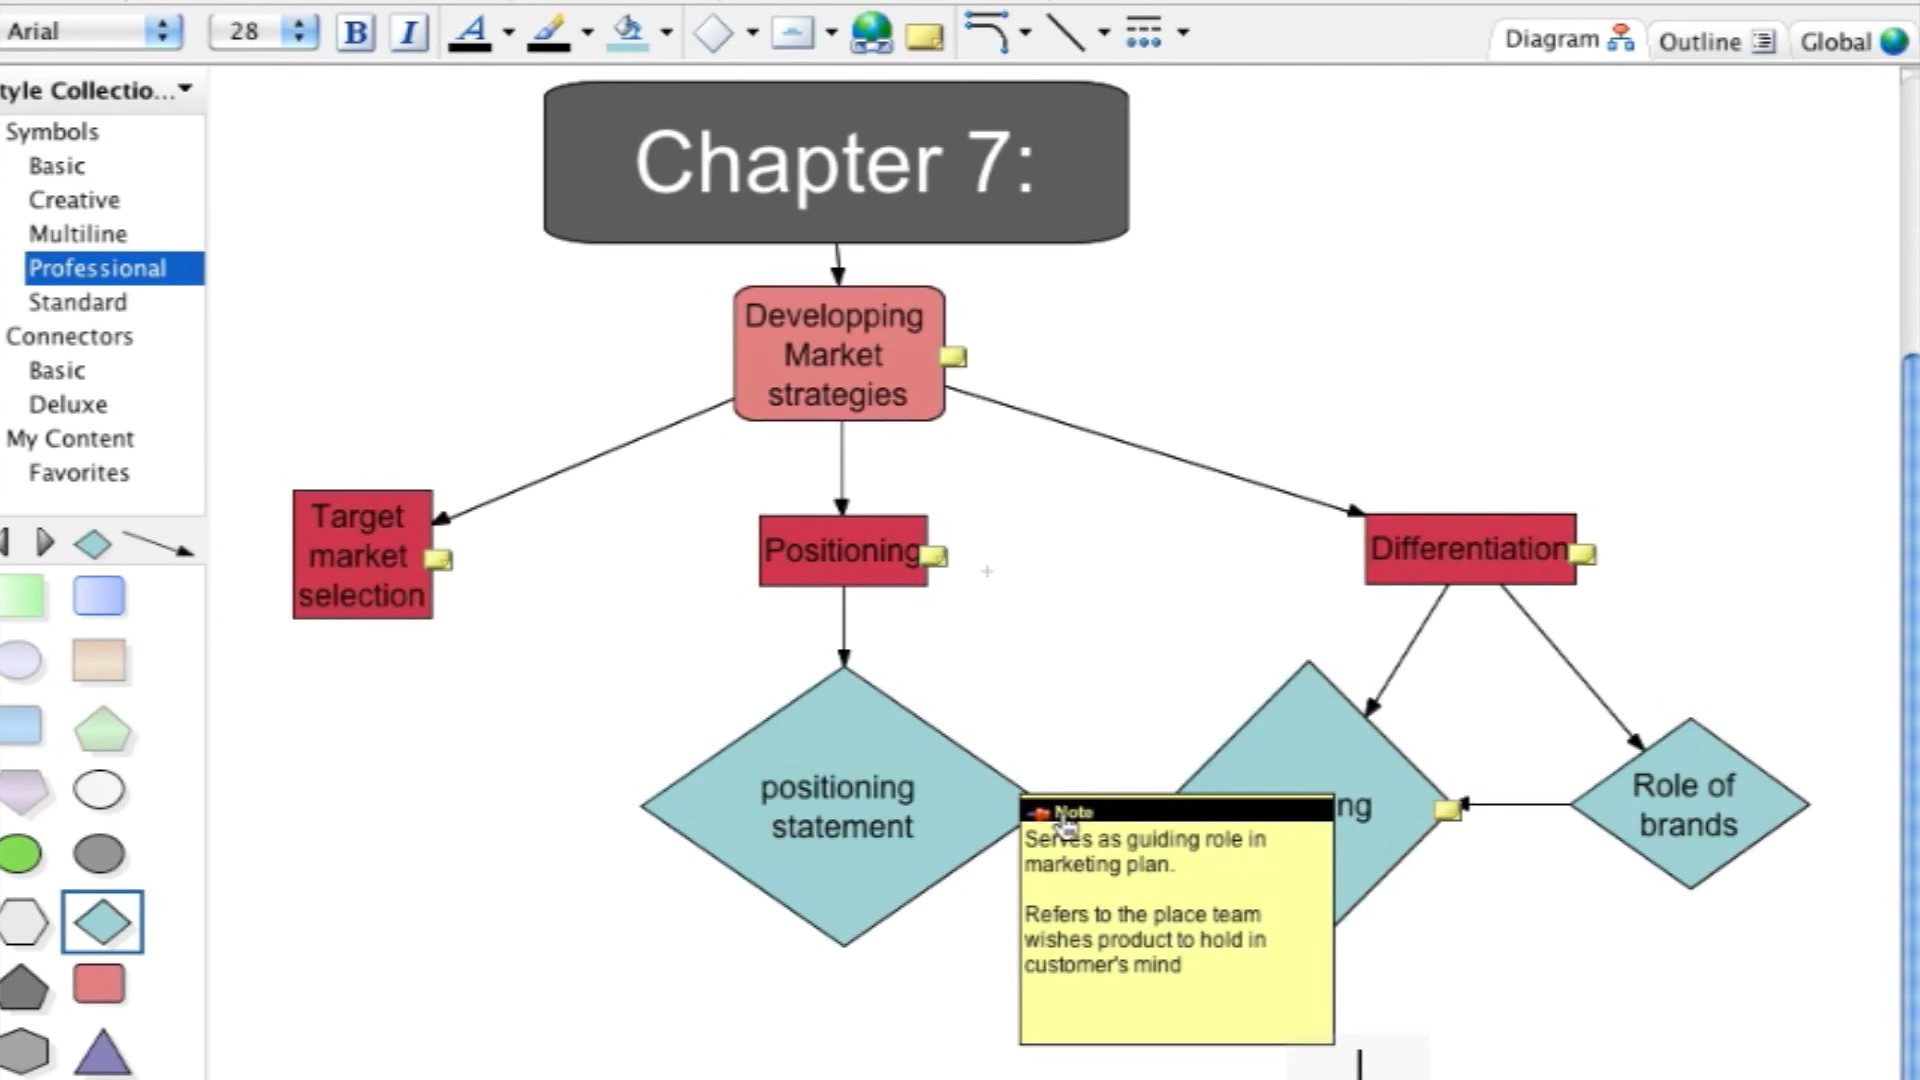 Arial
28
B
I
A
Diagram
Outline
Global
tyle Collectio...
Symbols
Basic
Creative
Multiline
Professional
Standard
Connectors
Basic
Deluxe
My Content
Favorites
Chapter 7:
Developping
Market
strategies
Target
market
selection
Positioning
Differentiation
positioning
statement
ng
Role of
brands
Note
Serves as guiding role in
marketing plan.
Refers to the place team
wishes product to hold in
customer's mind